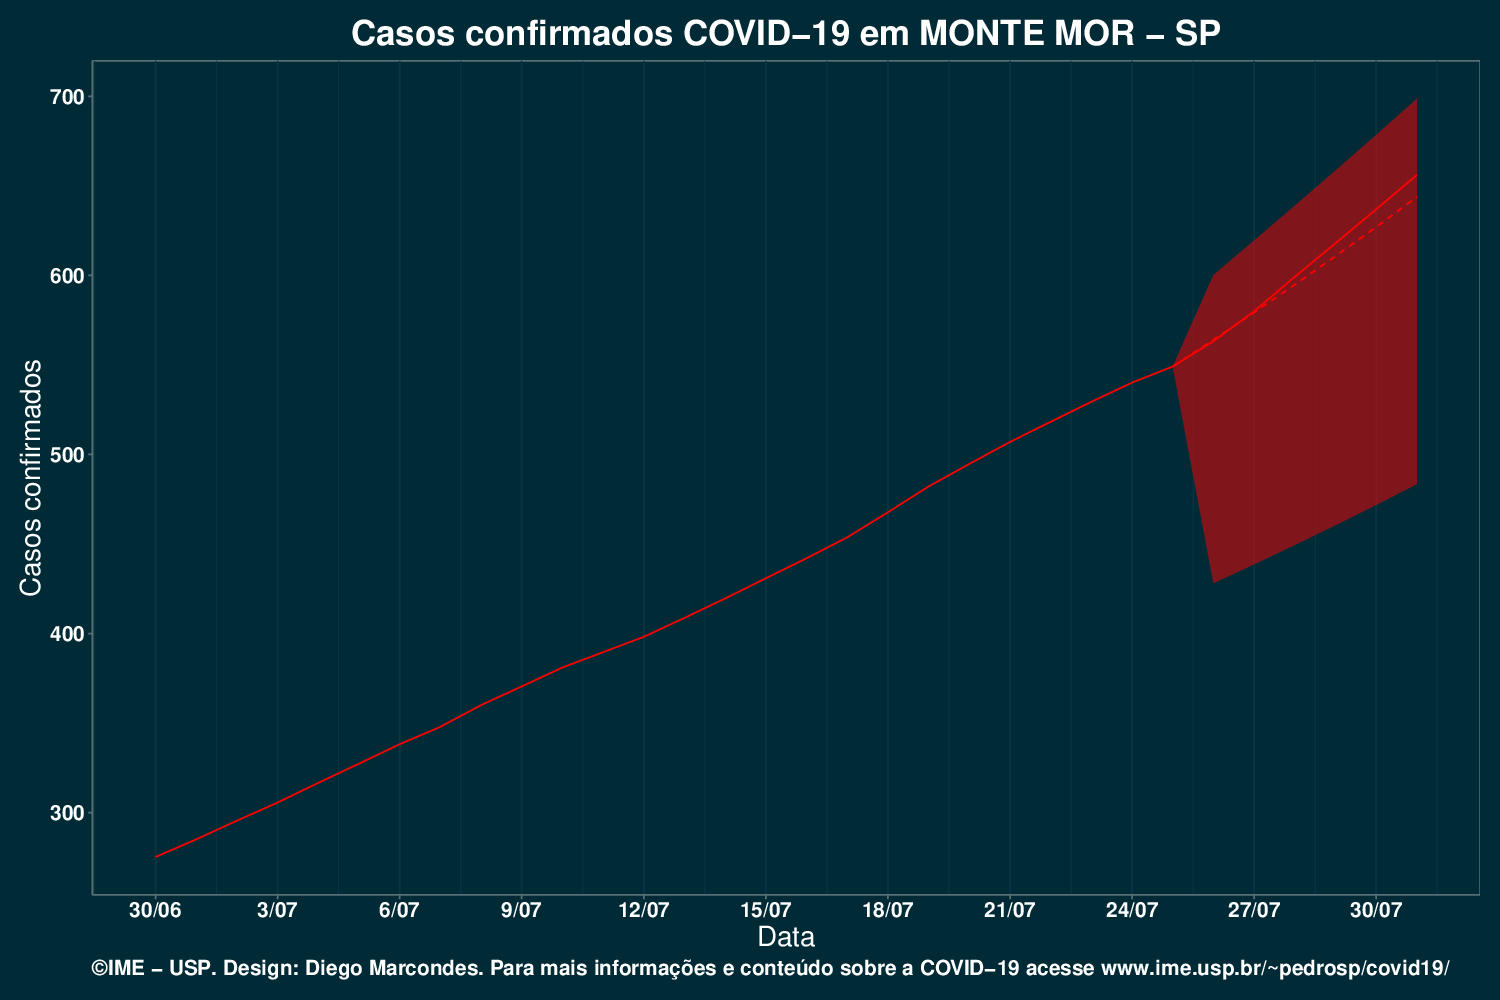 Casos confirmados COVID−19 em MONTE MOR − SP
Casos confirmados
700
600
500
400
300
30/06 3/07 6/07 9/07 12/07 15/07 18/07 21/07 24/07 27/07 30/07
Data
©IME − USP. Design: Diego Marcondes. Para mais informações e conteúdo sobre a COVID−19 acesse www.ime.usp.br/~pedrosp/covid19/